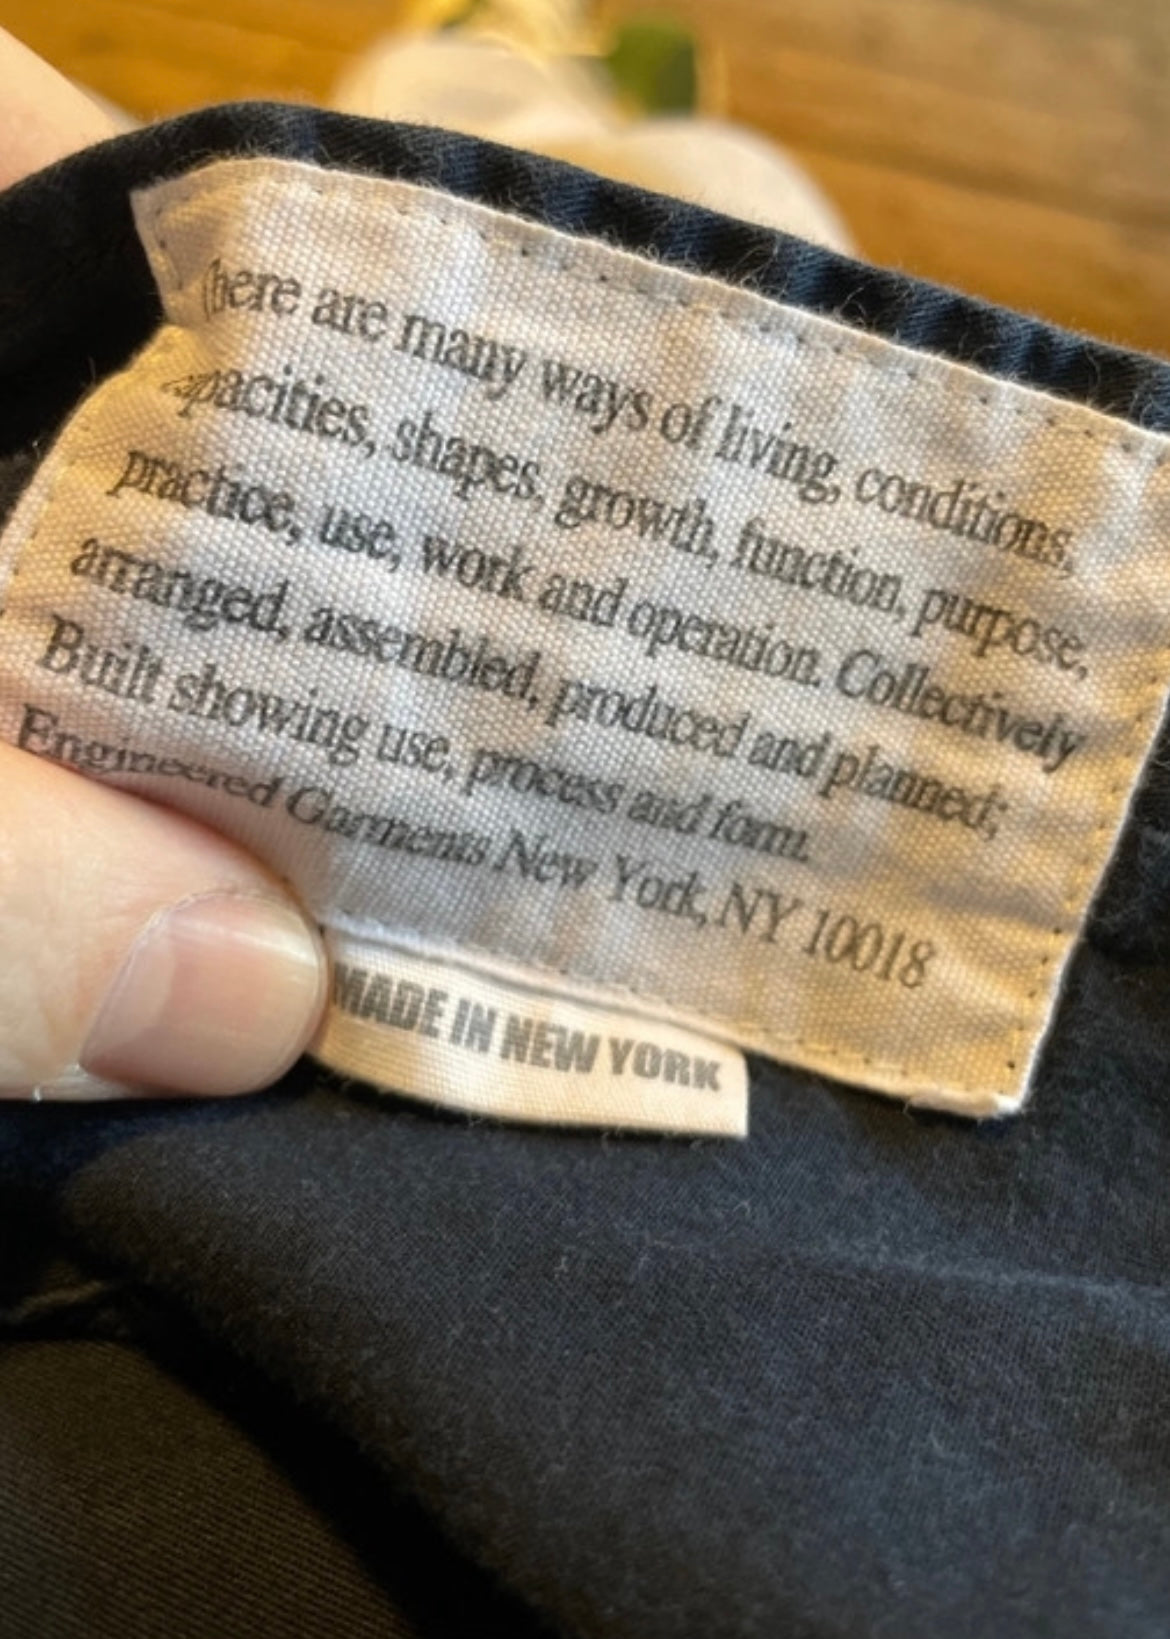 There are many ways of living, conditions,
capacities, shapes, growth, function, purpose,
practice, use, work and operation. Collectively
arranged, assembled, produced and planned;
Built showing use, process and form.
Engineered Garments New York, NY 10018
MADE IN NEW YORK